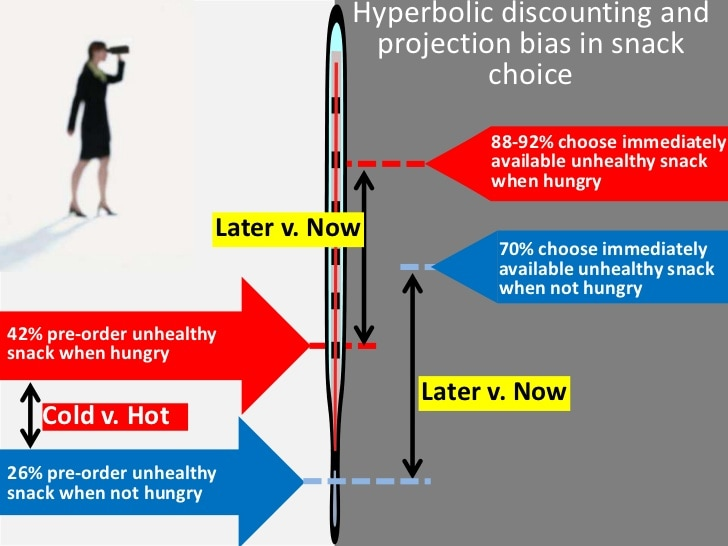 Hyperbolic discounting and
projection bias in snack
choice
88-92% choose immediately
available unhealthy snack
when hungry
Later v. Now
70% choose immediately
available unhealthy snack
when not hungry
42% pre-order unhealthy
snack when hungry
Later v. Now
Cold v. Hot
26% pre-order unhealthy
snack when not hungry